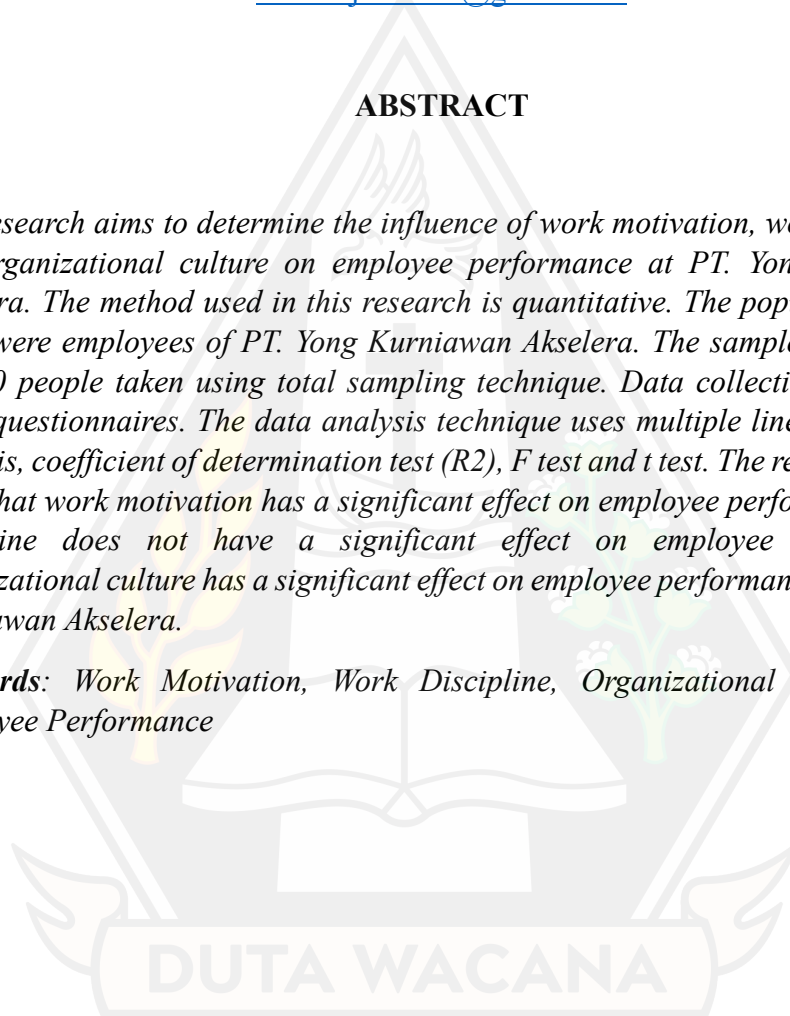 ABSTRACT
esearch aims to determine the influence of work motivation, wo
rganizational culture on employee performance at PT. Yon
ra. The method used in this research is quantitative. The pop
were employees of PT. Yong Kurniawan Akselera. The sample
0 people taken using total sampling technique. Data collecti
questionnaires. The data analysis technique uses multiple line
is, coefficient of determination test (R2), F test and t test. The re
hat work motivation has a significant effect on employee perfo
ine does not have a significant effect on employee
zational culture has a significant effect on employee performan
awan Akselera.
rds: Work Motivation, Work Discipline, Organizational
yee Performance
DUTA WACANA